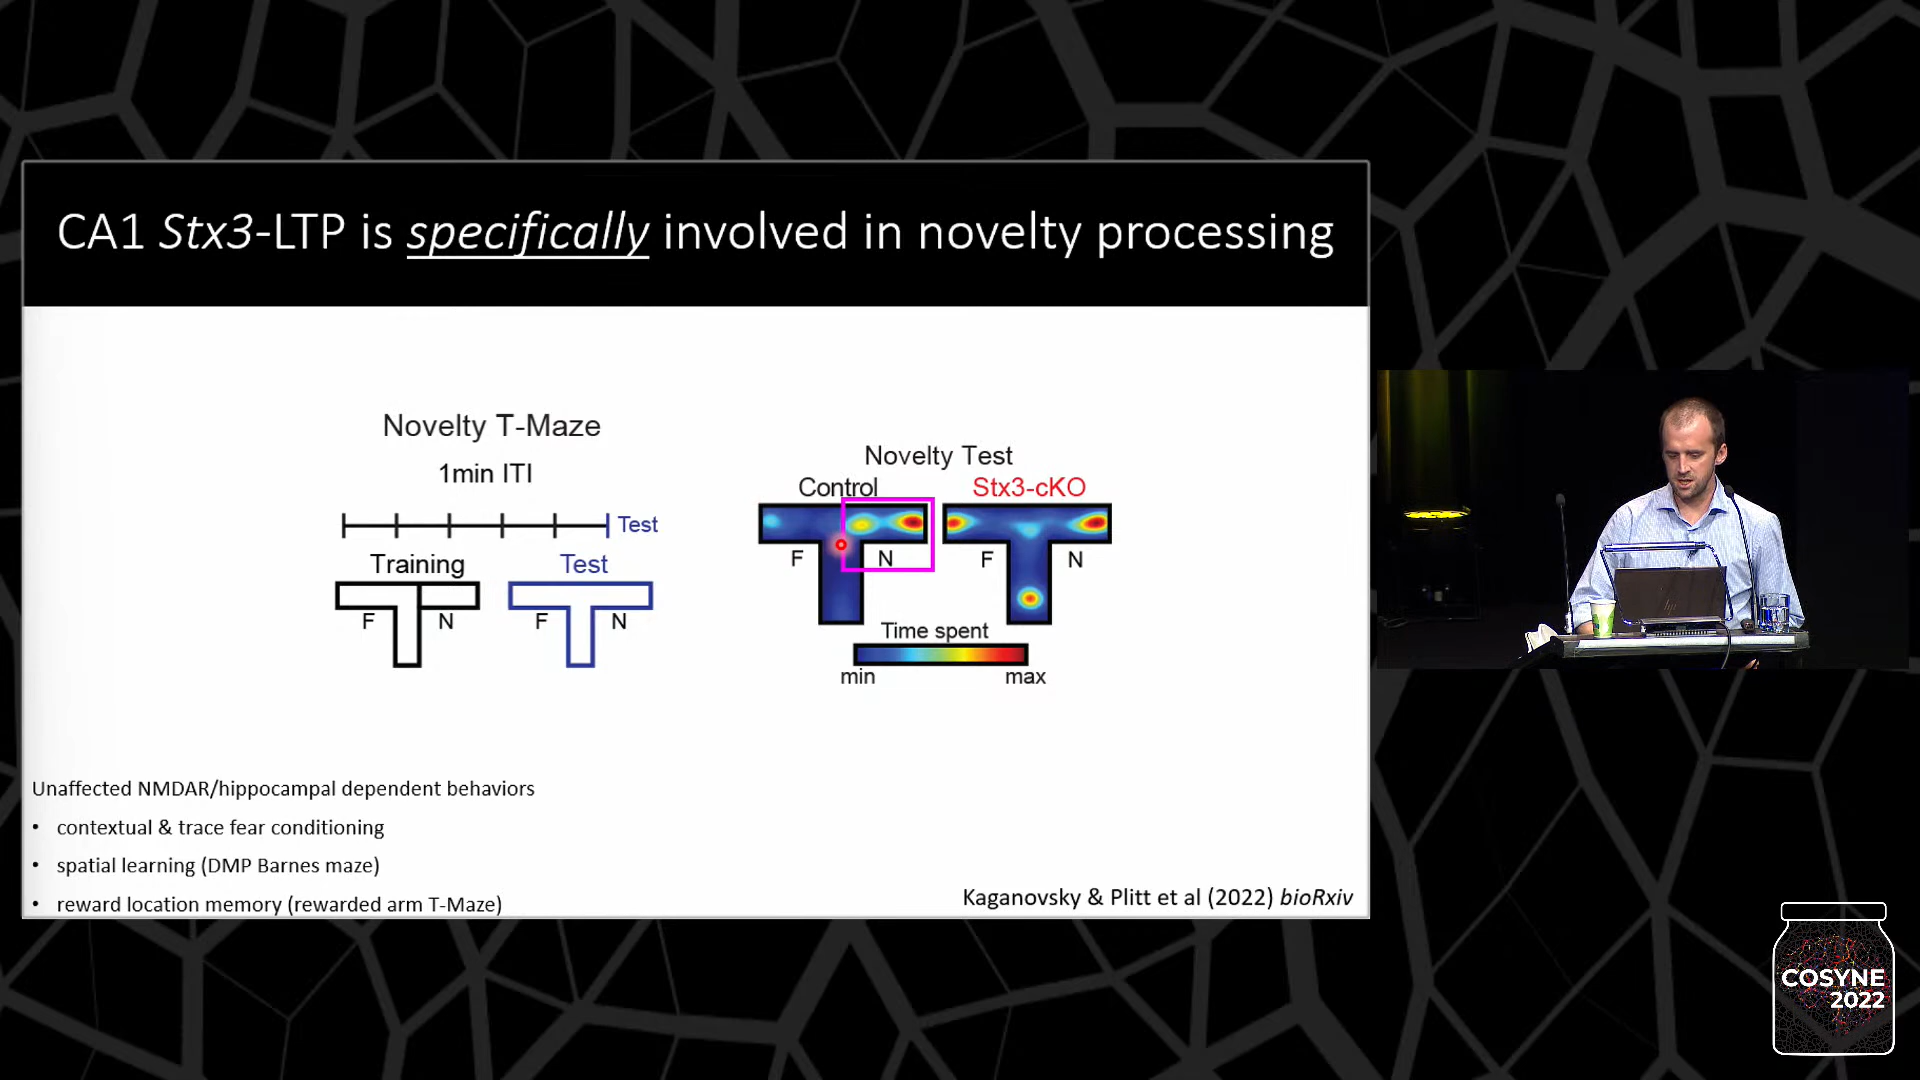 CA1 Stx3-LTP is specifically involved in novelty processing
Novelty T-Maze
1min ITI
Test
Training
Test
F
N
F
N
Novelty Test
Control
Stx3-cKO
F
N
F
N
Time spent
min
max
Unaffected NMDAR/hippocampal dependent behaviors
• contextual & trace fear conditioning
• spatial learning (DMP Barnes maze)
• reward location memory (rewarded arm T-Maze)
Kaganovsky & Plitt et al (2022) bioRxiv
hp
COSYNE
2022